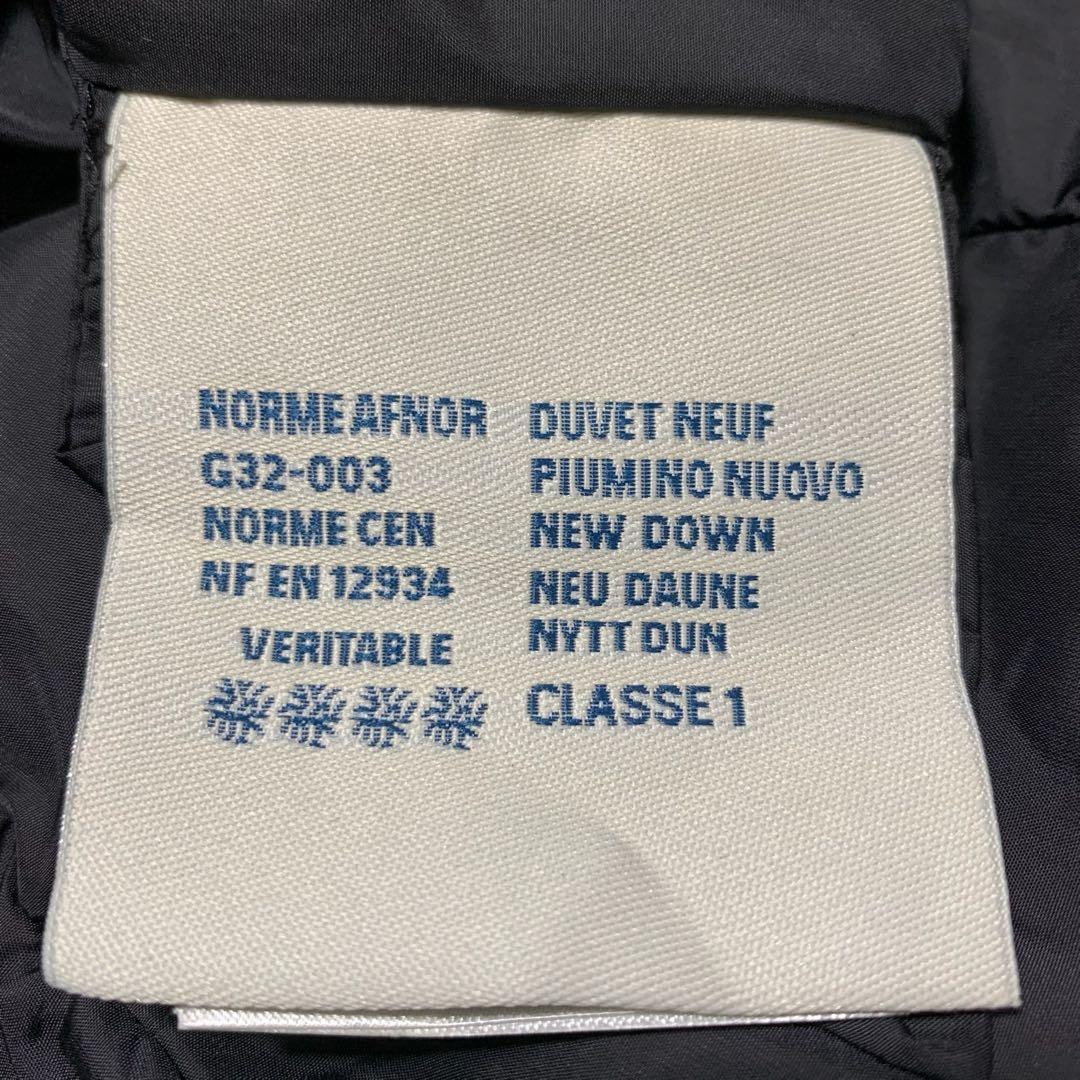 NORME AFNOR
G32-003
NORME CEN
NF EN 12934
VERITABLE
DUVET NEUF
PIUMINO NUOVO
NEW DOWN
NEU DAUNE
NYTT DUN
CLASSE 1